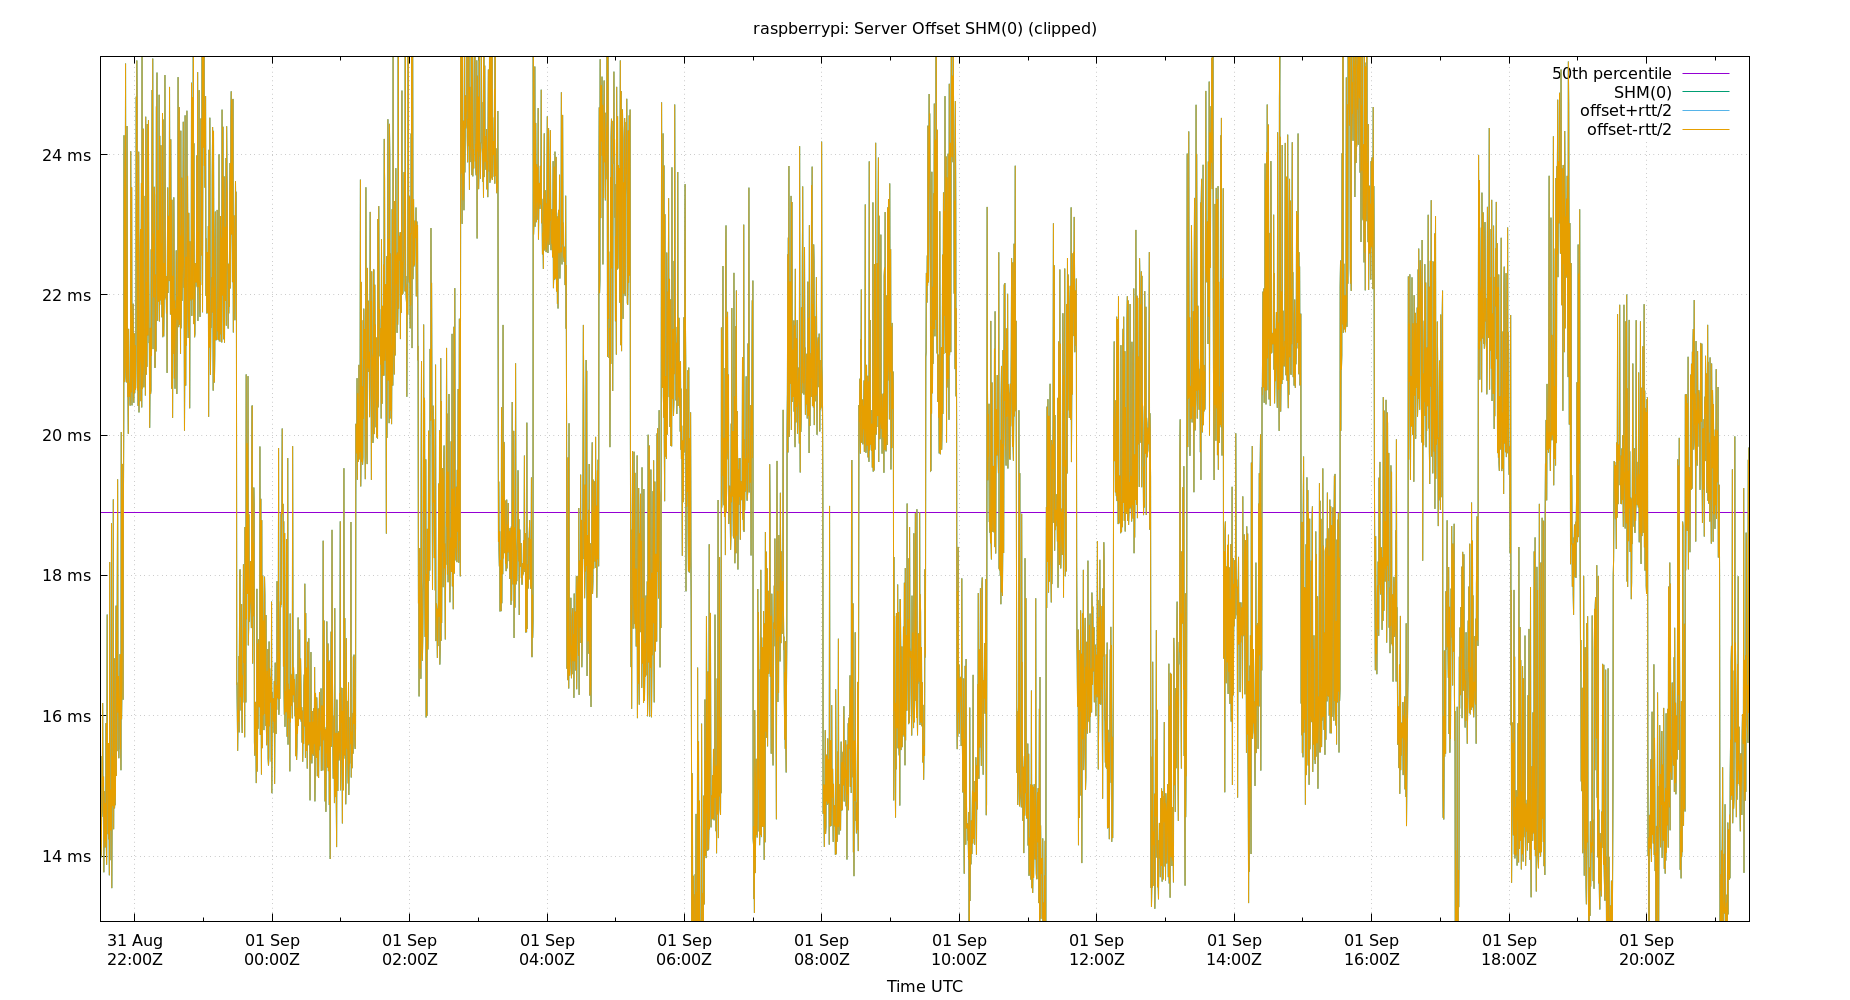 raspberrypi: Server Offset SHM(0) (clipped)
50th percentile
SHM(0)
offset+rtt/2
offset-rtt/2
24 ms
22 ms
20 ms
18 ms
16 ms
14 ms
31 Aug 01 Sep 01 Sep 01 Sep 01 Sep 01 Sep 01 Sep 01 Sep 01 Sep 01 Sep 01 Sep 01 Sep
22:00Z 00:00Z 02:00Z 04:00Z 06:00Z 08:00Z 10:00Z 12:00Z 14:00Z 16:00Z 18:00Z 20:00Z
Time UTC